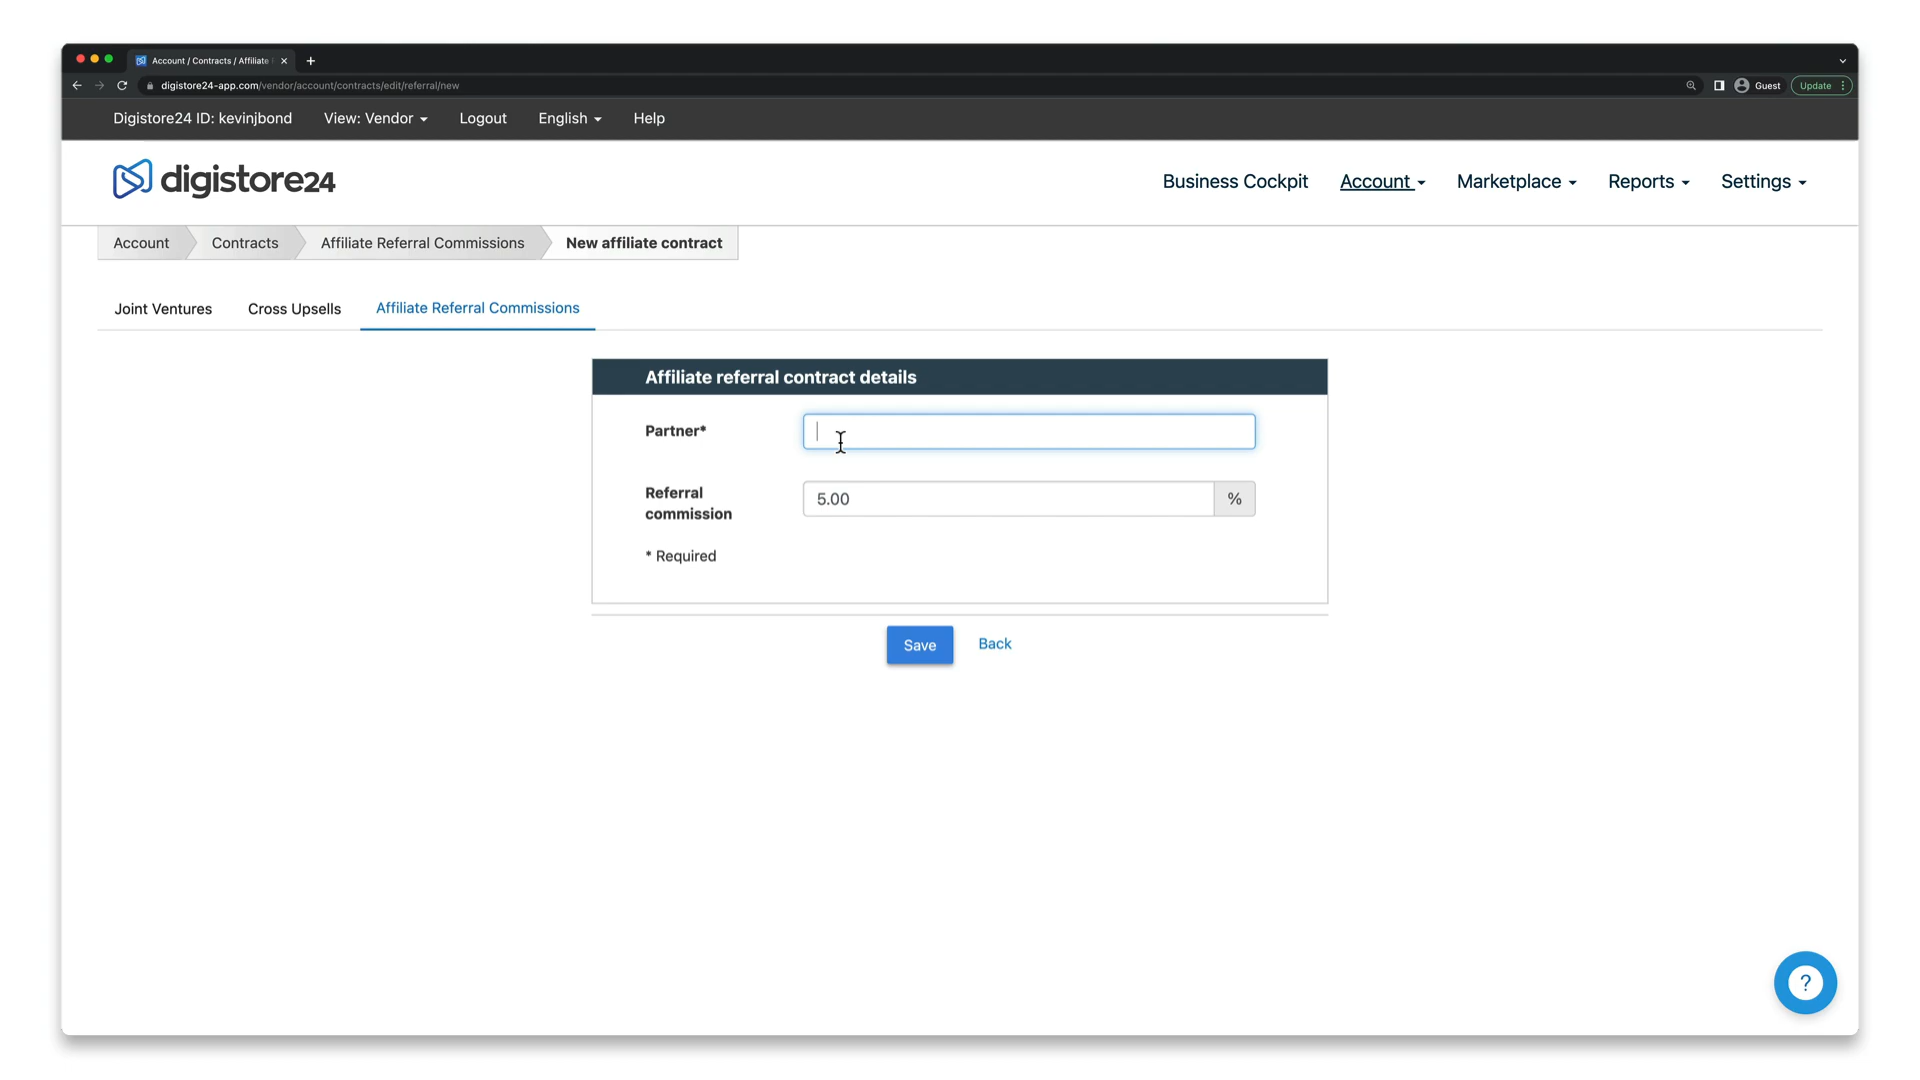 Account / Contracts / Affiliate
digistore24-app.com/vendor/account/contracts/edit/referral/new
Guest
Update
Digistore24 ID: kevinjbond
View: Vendor
Logout
English
Help
digistore24
Business Cockpit
Account
Marketplace
Reports
Settings
Account
Contracts
Affiliate Referral Commissions
New affiliate contract
Joint Ventures
Cross Upsells
Affiliate Referral Commissions
Affiliate referral contract details
Partner*
Referral
commission
5.00
%
* Required
Save
Back
?